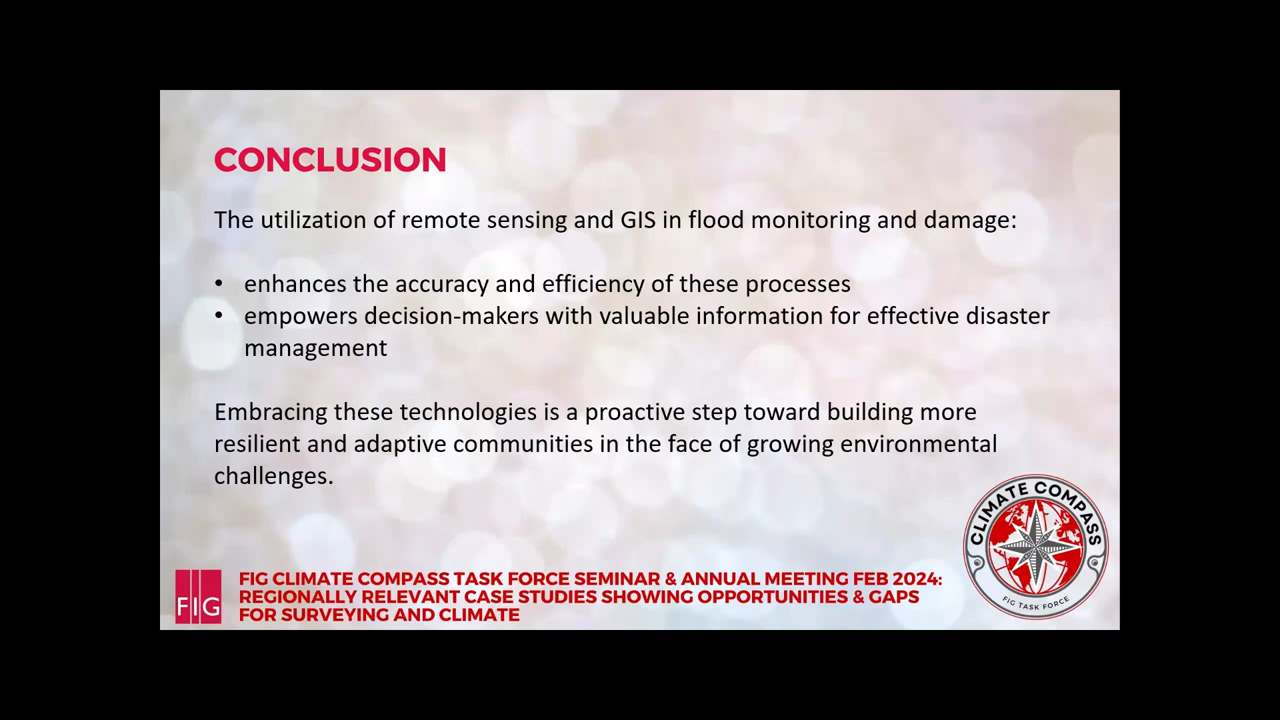 CONCLUSION
The utilization of remote sensing and GIS in flood monitoring and damage:
• enhances the accuracy and efficiency of these processes
• empowers decision-makers with valuable information for effective disaster
management
Embracing these technologies is a proactive step toward building more
resilient and adaptive communities in the face of growing environmental
challenges.
CLIMATE COMPASS
FIG TASK FORCE
FIG
FIG CLIMATE COMPASS TASK FORCE SEMINAR & ANNUAL MEETING FEB 2024:
REGIONALLY RELEVANT CASE STUDIES SHOWING OPPORTUNITIES & GAPS
FOR SURVEYING AND CLIMATE